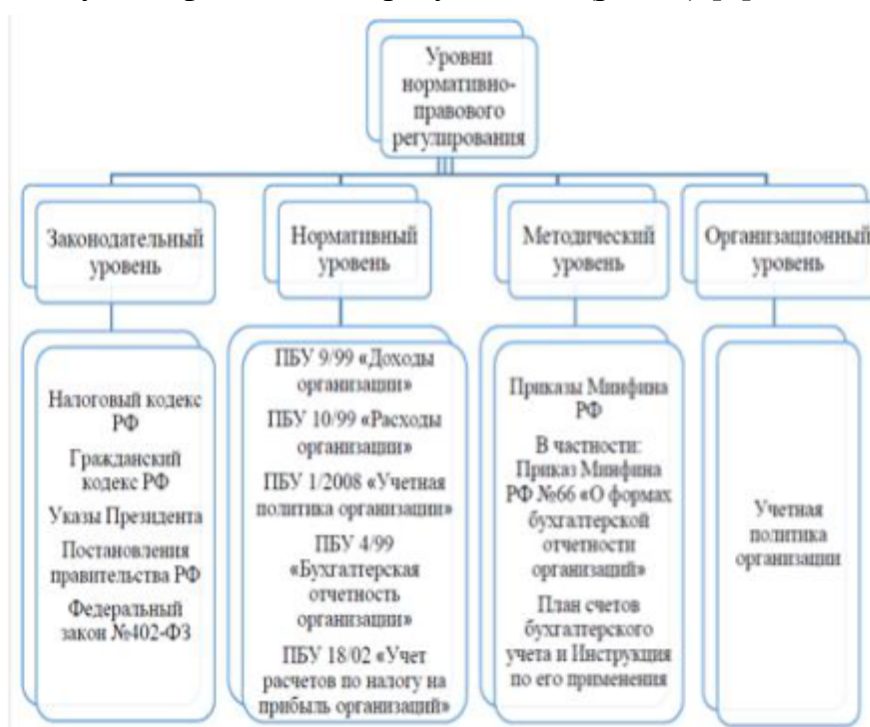 Уровни
нормативно-
правового
регулирования
Законодательный
уровень
Нормативный
уровень
Методический
уровень
Организационный
уровень
Налоговый кодекс
РФ
Гражданский
кодекс РФ
Указы Президента
Постановления
правительства РФ
Федеральный
закон №402-ФЗ
ПБУ 9/99 «Доходы
организации»
ПБУ 10/99 «Расходы
организации»
ПБУ 1/2008 «Учетная
политика организации»
ПБУ 4/99
«Бухгалтерская
отчетность
организации»
ПБУ 18/02 «Учет
расчетов по налогу на
прибыль организаций»
Приказы Минфина
РФ
В частности:
Приказ Минфина
РФ №66 «О формах
бухгалтерской
отчетности
организаций»
План счетов
бухгалтерского
учета и Инструкция
по его применения
Учетная
политика
организации